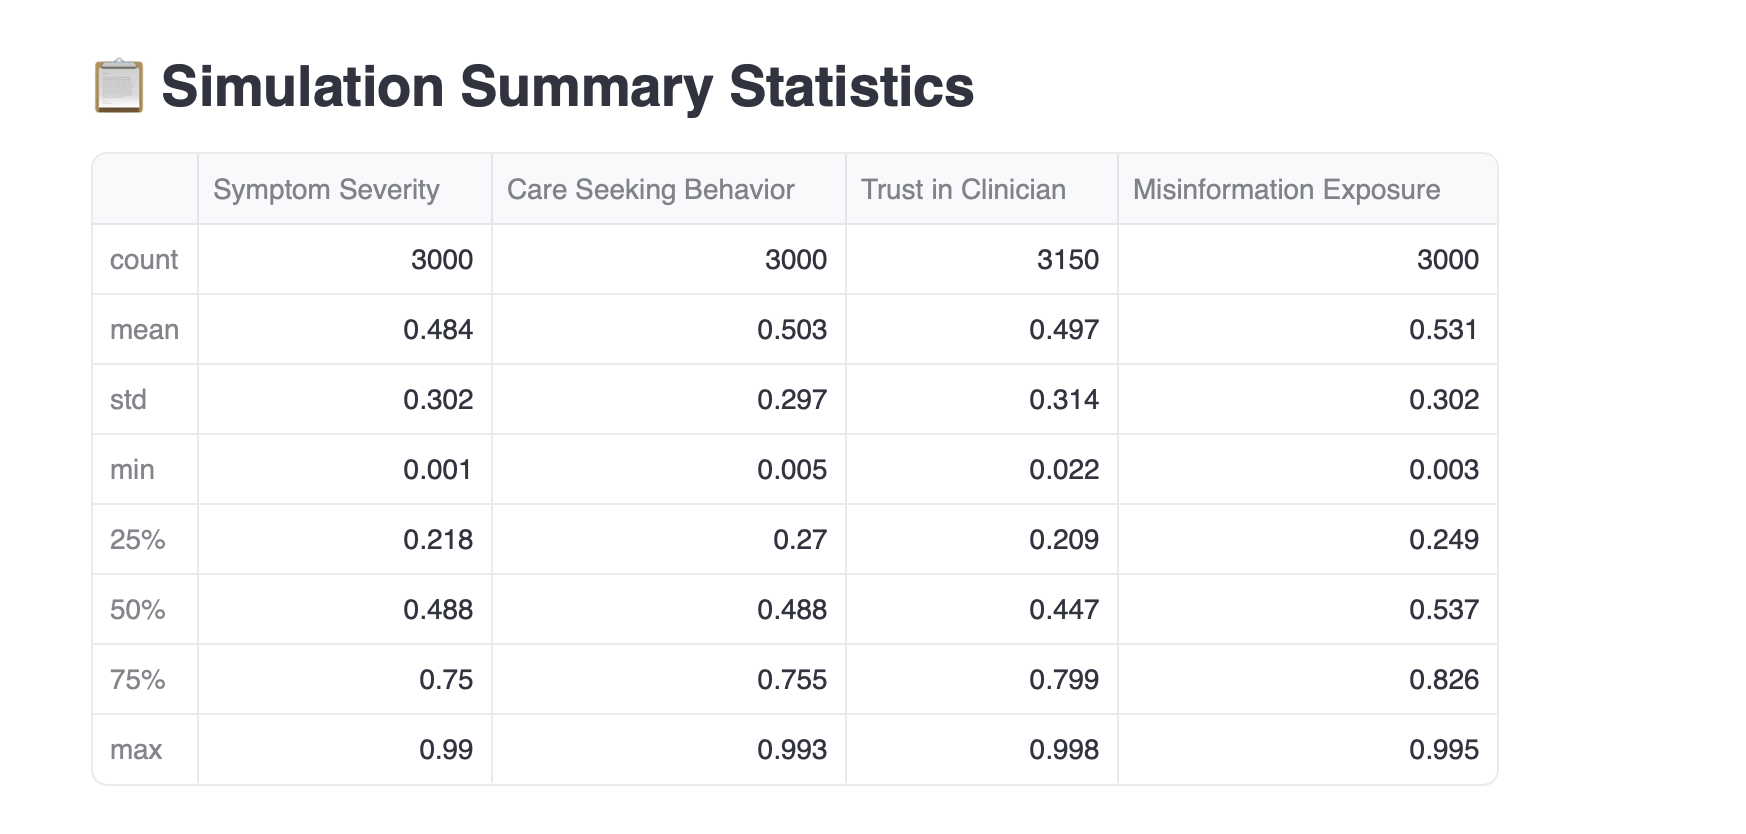 Simulation Summary Statistics
Symptom Severity Care Seeking Behavior Trust in Clinician Misinformation Exposure
count 3000 3000 3150 3000
mean 0.484 0.503 0.497 0.531
std 0.302 0.297 0.314 0.302
min 0.001 0.005 0.022 0.003
25% 0.218 0.27 0.209 0.249
50% 0.488 0.488 0.447 0.537
75% 0.75 0.755 0.799 0.826
max 0.99 0.993 0.998 0.995